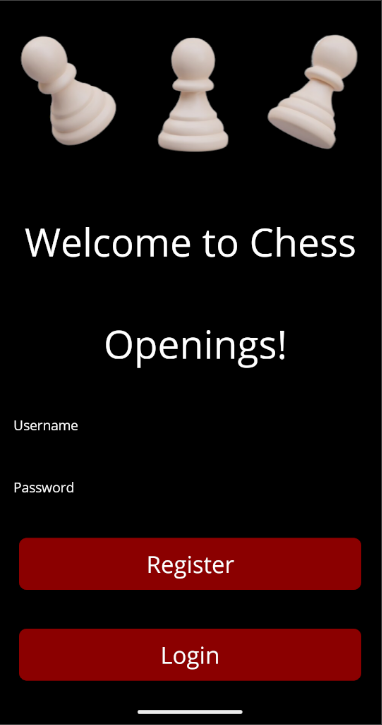 Welcome to Chess
Openings!
Username
Password
Register
Login